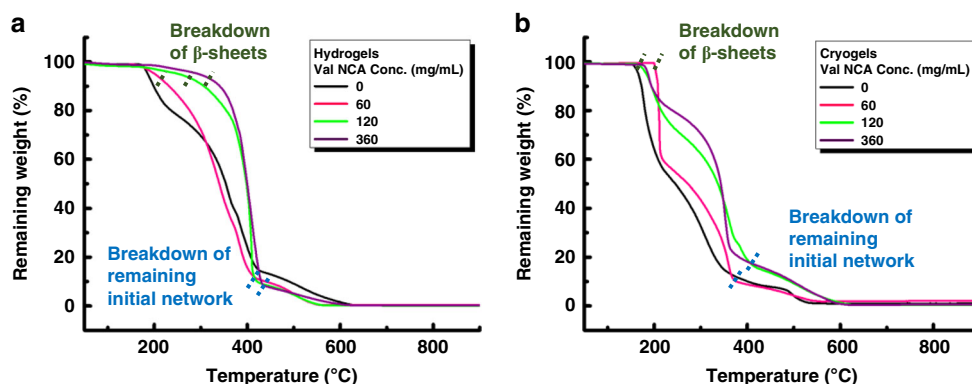 a
Breakdown
of β-sheets
Hydrogels
Val NCA Conc. (mg/mL)
0
60
120
360
100
80
60
40
20
0
Remaining weight (%)
Breakdown of
remaining
initial network
200
400
600
800
Temperature (°C)
b
Breakdown
of β-sheets
Cryogels
Val NCA Conc. (mg/mL)
0
60
120
360
100
80
60
40
20
0
Remaining weight (%)
Breakdown of
remaining
initial network
200
400
600
800
Temperature (°C)